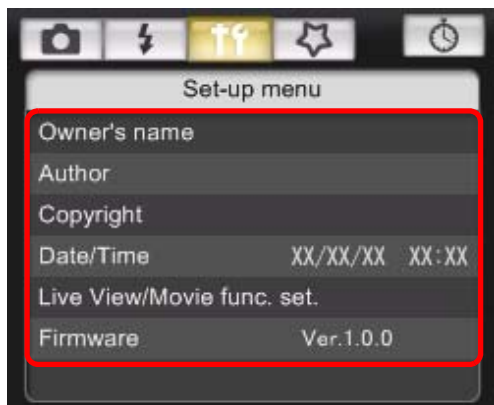 Set-up menu
Owner's name
Author
Copyright
Date/Time XX/XX/XX XX:XX
Live View/Movie func. set.
Firmware Ver.1.0.0